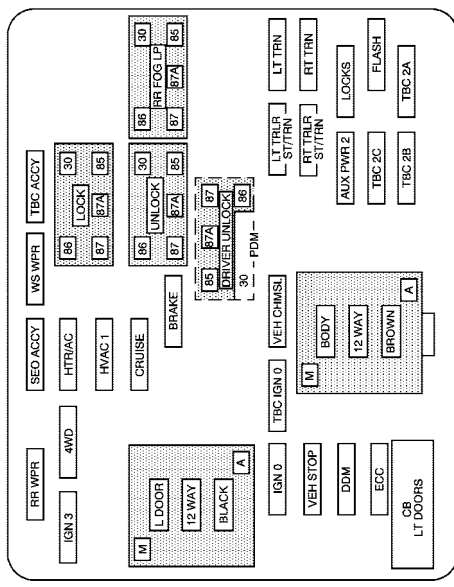 30
85
RR FOG LP
87A
86
87
LT TRN
RT TRN
LOCKS
FLASH
TBC 2A
LT TRLR
ST/TRN
RT TRLR
ST/TRN
AUX PWR 2
TBC 2C
TBC 2B
TBC ACCY
30
85
LOCK
87A
86
87
30
85
UNLOCK
87A
86
87
87
86
87A
DRIVER UNLOCK
85
30
PDM
WS WPR
SEO ACCY
HTR/AC
HVAC 1
CRUISE
BRAKE
VEH CHMSL
TBC IGN 0
A
BODY
12 WAY
BROWN
M
RR WPR
4WD
IGN 3
A
L DOOR
12 WAY
BLACK
M
IGN 0
VEH STOP
DDM
ECC
CB
LT DOORS